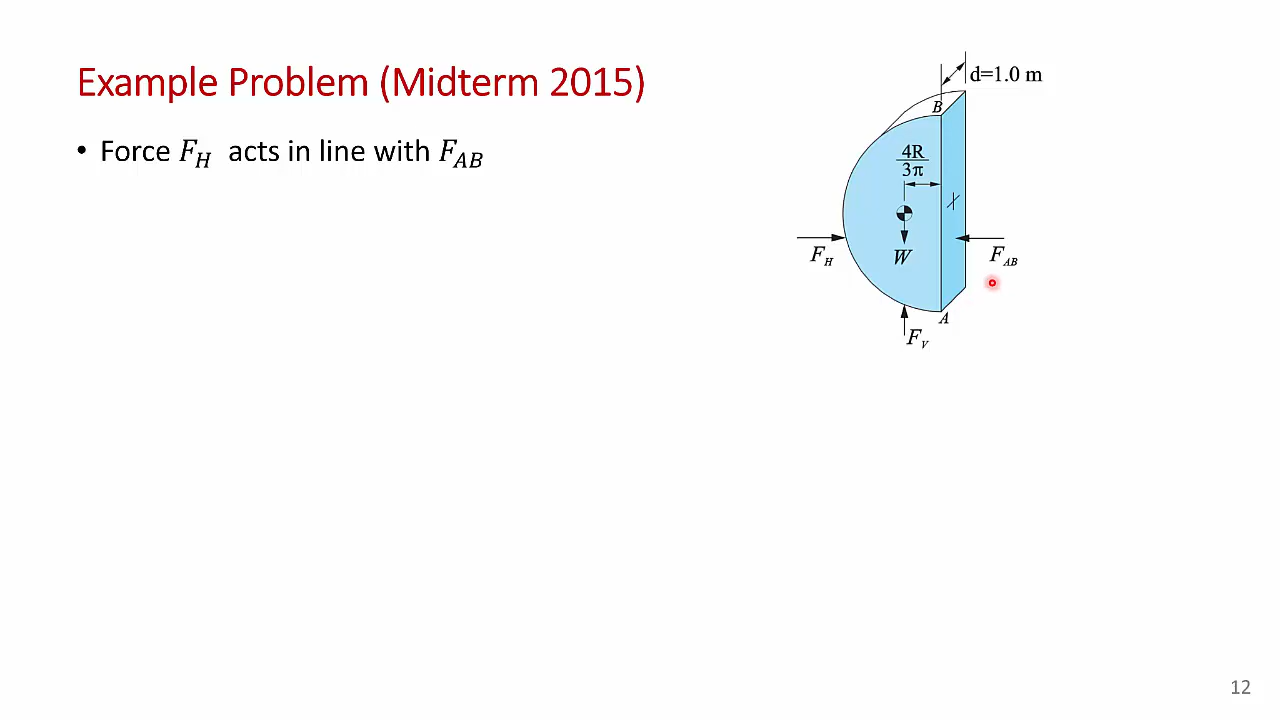 Example Problem (Midterm 2015)
• Force F_H acts in line with F_AB
d=1.0 m
B
4R
3π
F_H
W
F_AB
A
F_V
12